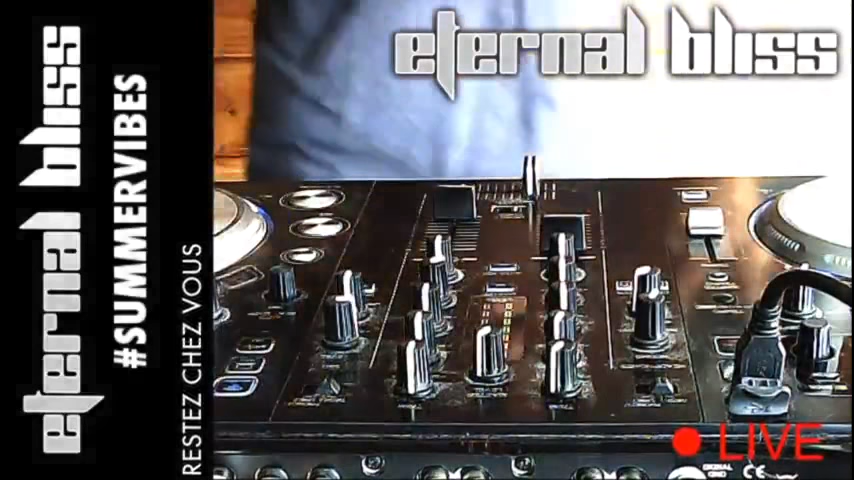 eternal bliss
#SUMMERVIBES
RESTEZ CHEZ VOUS
eternal bliss
LIVE